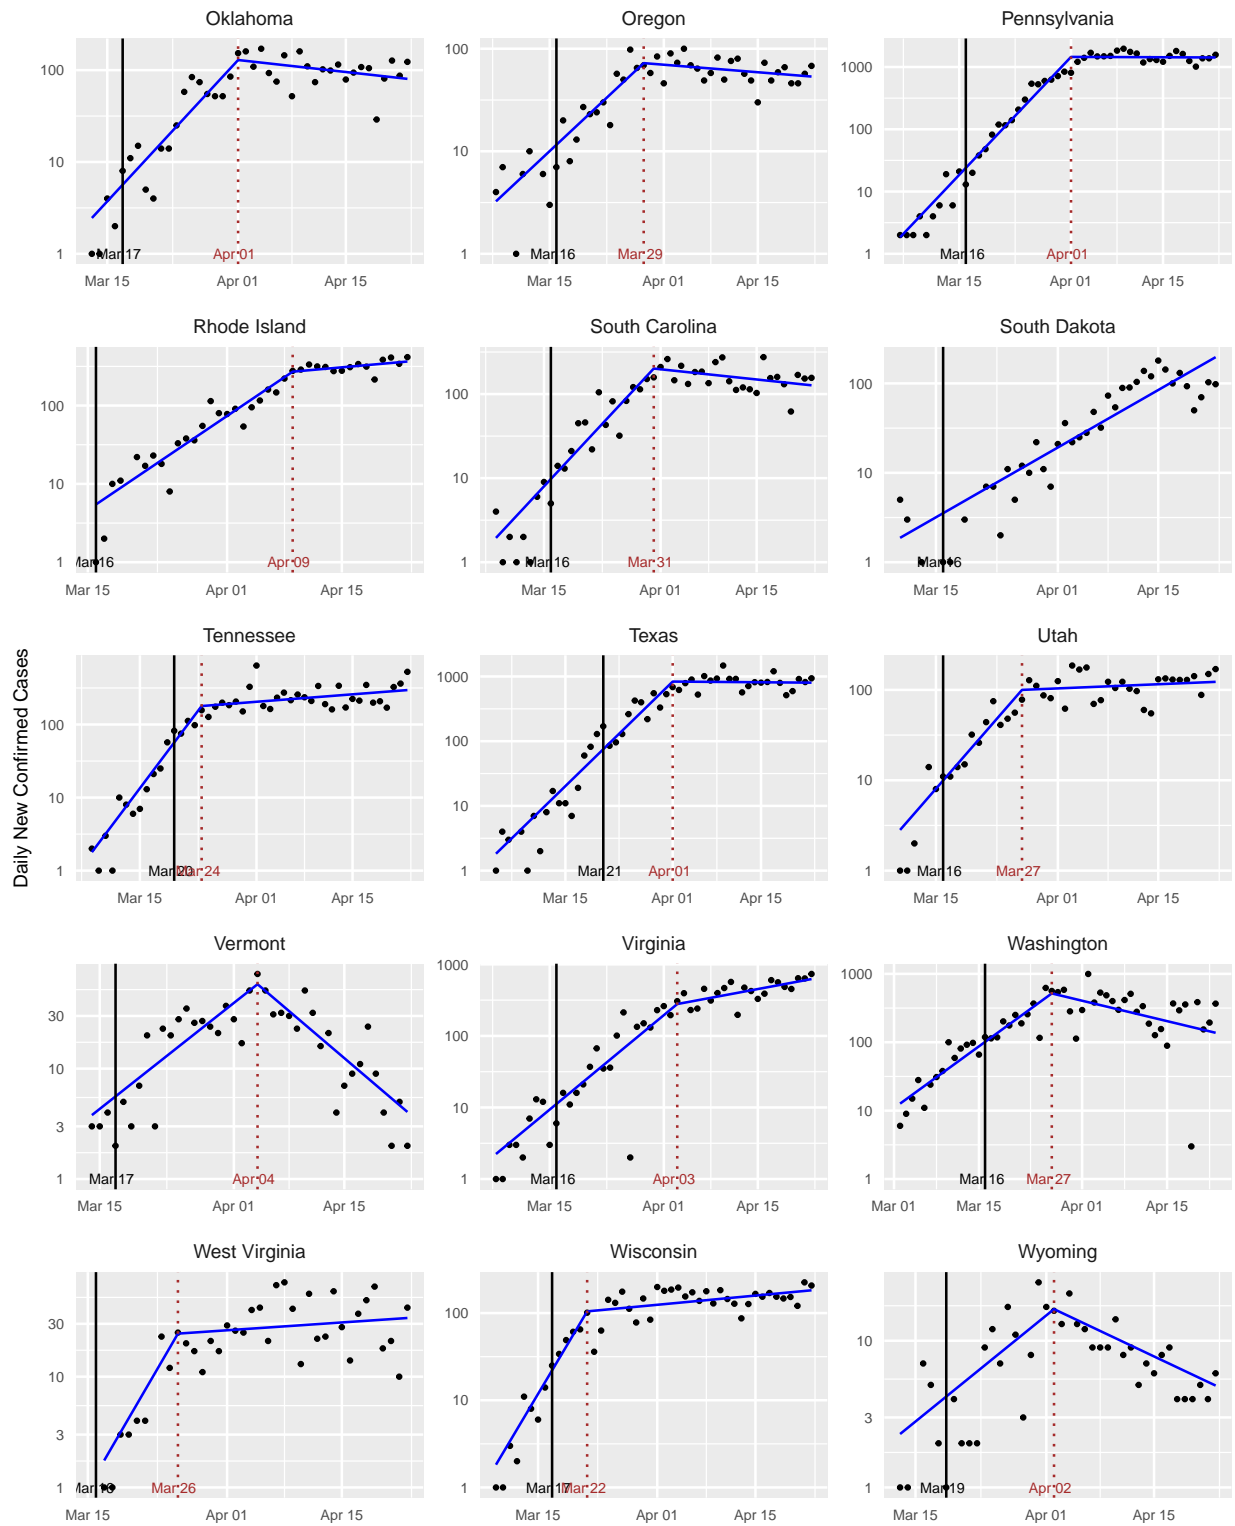 Oklahoma
Oregon
Pennsylvania
100
10
1
Mar 17
Apr 01
Mar 15
Apr 01
Apr 15
100
10
1
Mar 16
Mar 29
Mar 15
Apr 01
Apr 15
1000
100
10
1
Mar 16
Apr 01
Mar 15
Apr 01
Apr 15
Rhode Island
South Carolina
South Dakota
100
10
1
Mar 16
Apr 09
Mar 15
Apr 01
Apr 15
100
10
1
Mar 16
Mar 31
Mar 15
Apr 01
Apr 15
100
10
1
Mar 16
Mar 15
Apr 01
Apr 15
Daily New Confirmed Cases
Tennessee
Texas
Utah
100
10
1
Mar 20
Mar 24
Mar 15
Apr 01
Apr 15
1000
100
10
1
Mar 21
Apr 01
Mar 15
Apr 01
Apr 15
100
10
1
Mar 16
Mar 27
Mar 15
Apr 01
Apr 15
Vermont
Virginia
Washington
30
10
3
1
Mar 17
Apr 04
Mar 15
Apr 01
Apr 15
1000
100
10
1
Mar 16
Apr 03
Mar 15
Apr 01
Apr 15
1000
100
10
1
Mar 16
Mar 27
Mar 01
Mar 15
Apr 01
Apr 15
West Virginia
Wisconsin
Wyoming
30
10
3
1
Mar 16
Mar 26
Mar 15
Apr 01
Apr 15
100
10
1
Mar 17
Mar 22
Mar 15
Apr 01
Apr 15
10
3
1
Mar 19
Apr 02
Mar 15
Apr 01
Apr 15